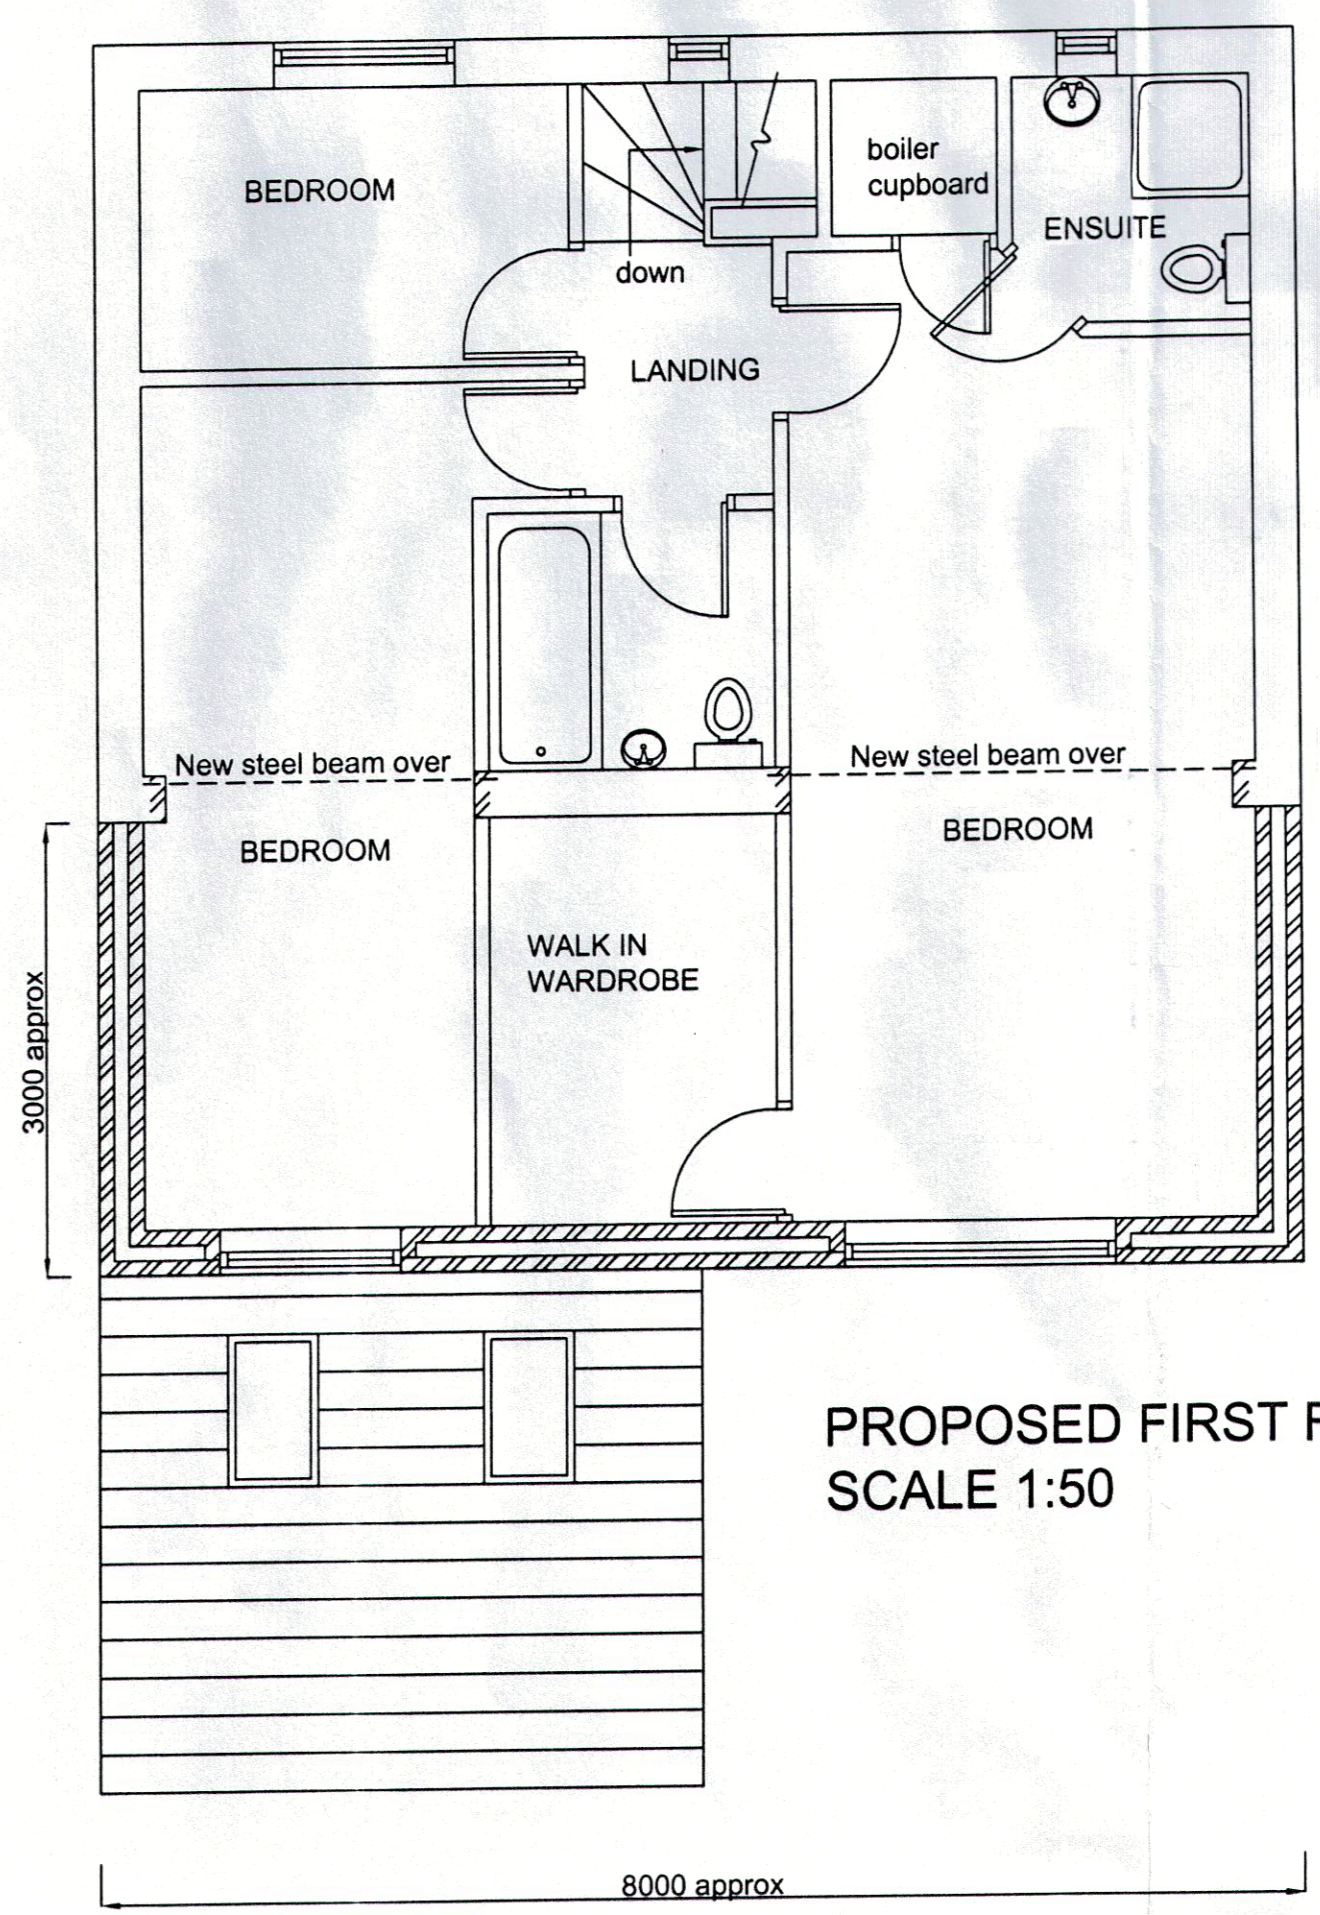 BEDROOM
boiler
cupboard
ENSUITE
down
LANDING
New steel beam over
New steel beam over
BEDROOM
BEDROOM
WALK IN
WARDROBE
3000 approx
PROPOSED FIRST
SCALE 1:50
8000 approx